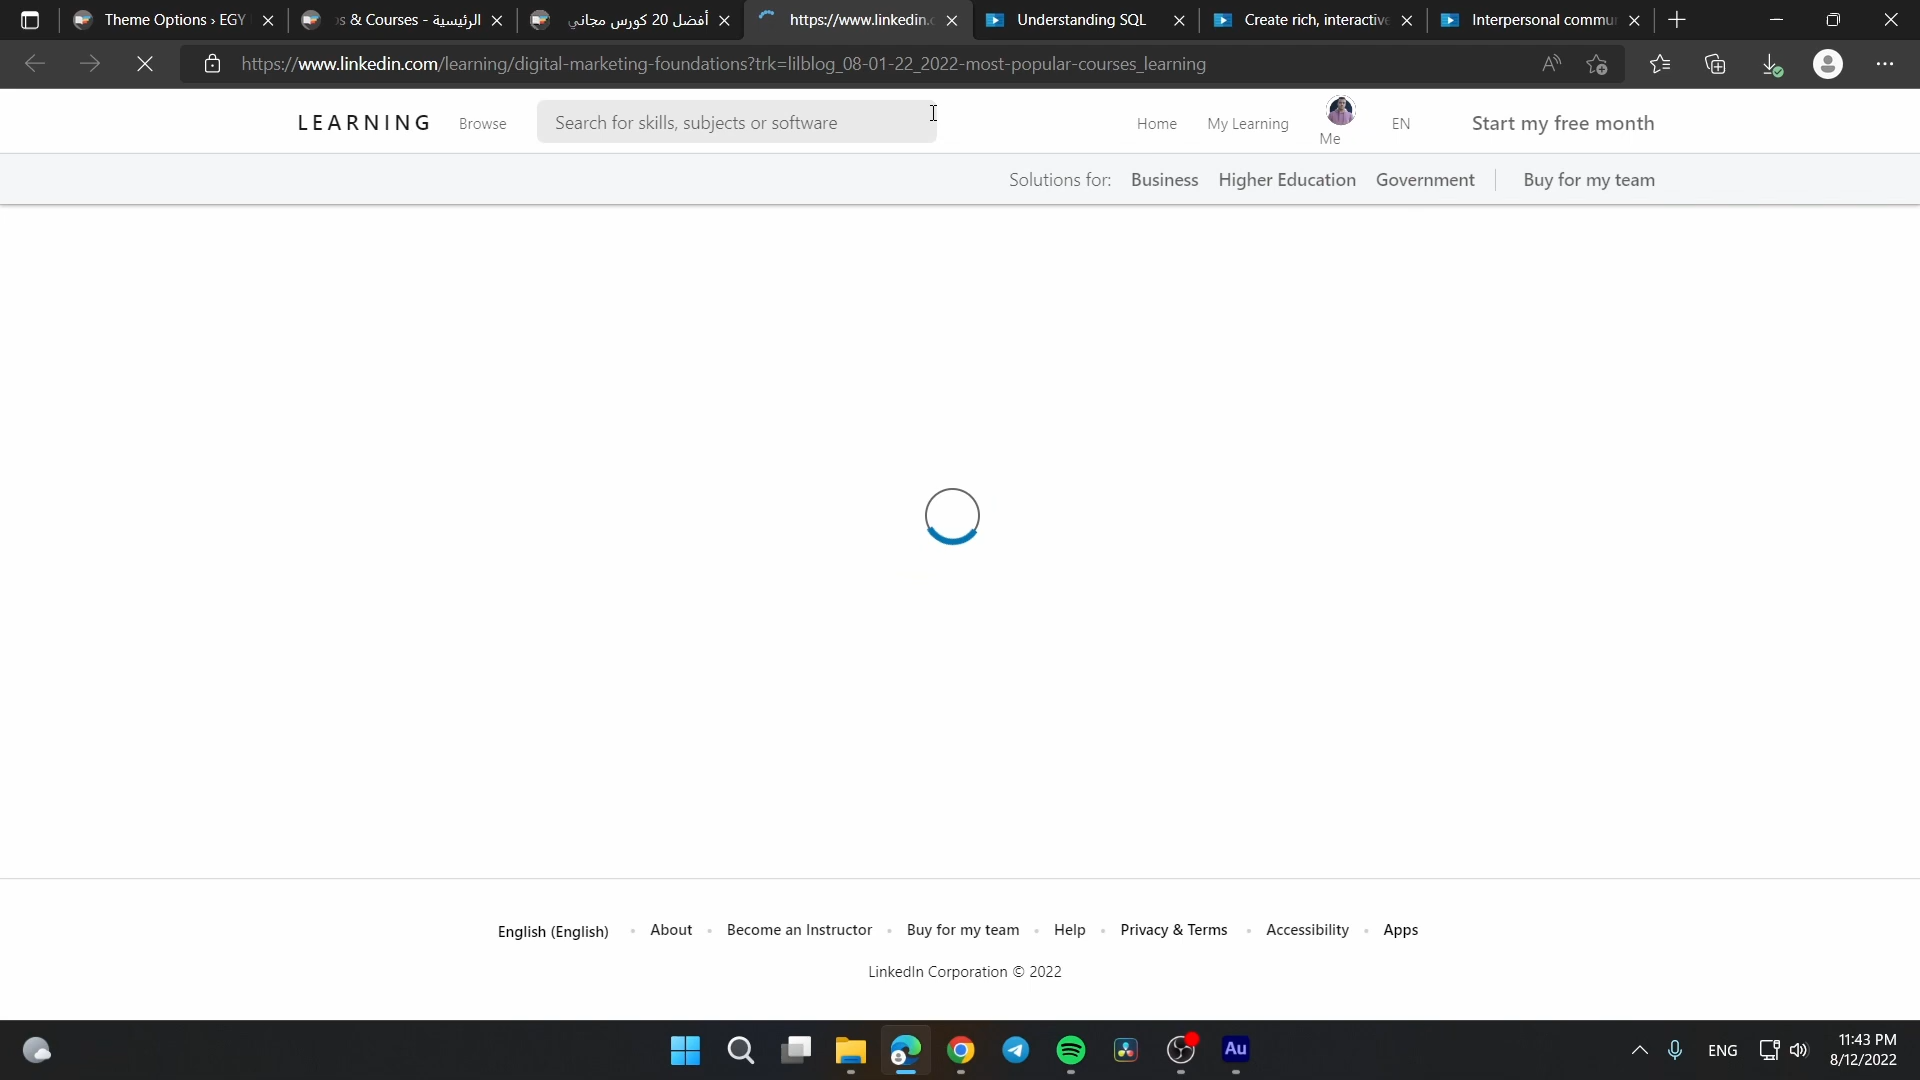 Theme Options › EGY
s & Courses - الرئيسية
أفضل 20 كورس مجاني
https://www.linkedin.c
Understanding SQL
Create rich, interactive
Interpersonal commu
https://www.linkedin.com/learning/digital-marketing-foundations?trk=lilblog_08-01-22_2022-most-popular-courses_learning
LEARNING
Browse
Search for skills, subjects or software
Home
My Learning
Me
EN
Start my free month
Solutions for:
Business
Higher Education
Government
Buy for my team
English (English)
About
Become an Instructor
Buy for my team
Help
Privacy & Terms
Accessibility
Apps
LinkedIn Corporation © 2022
Au
ENG
11:43 PM
8/12/2022